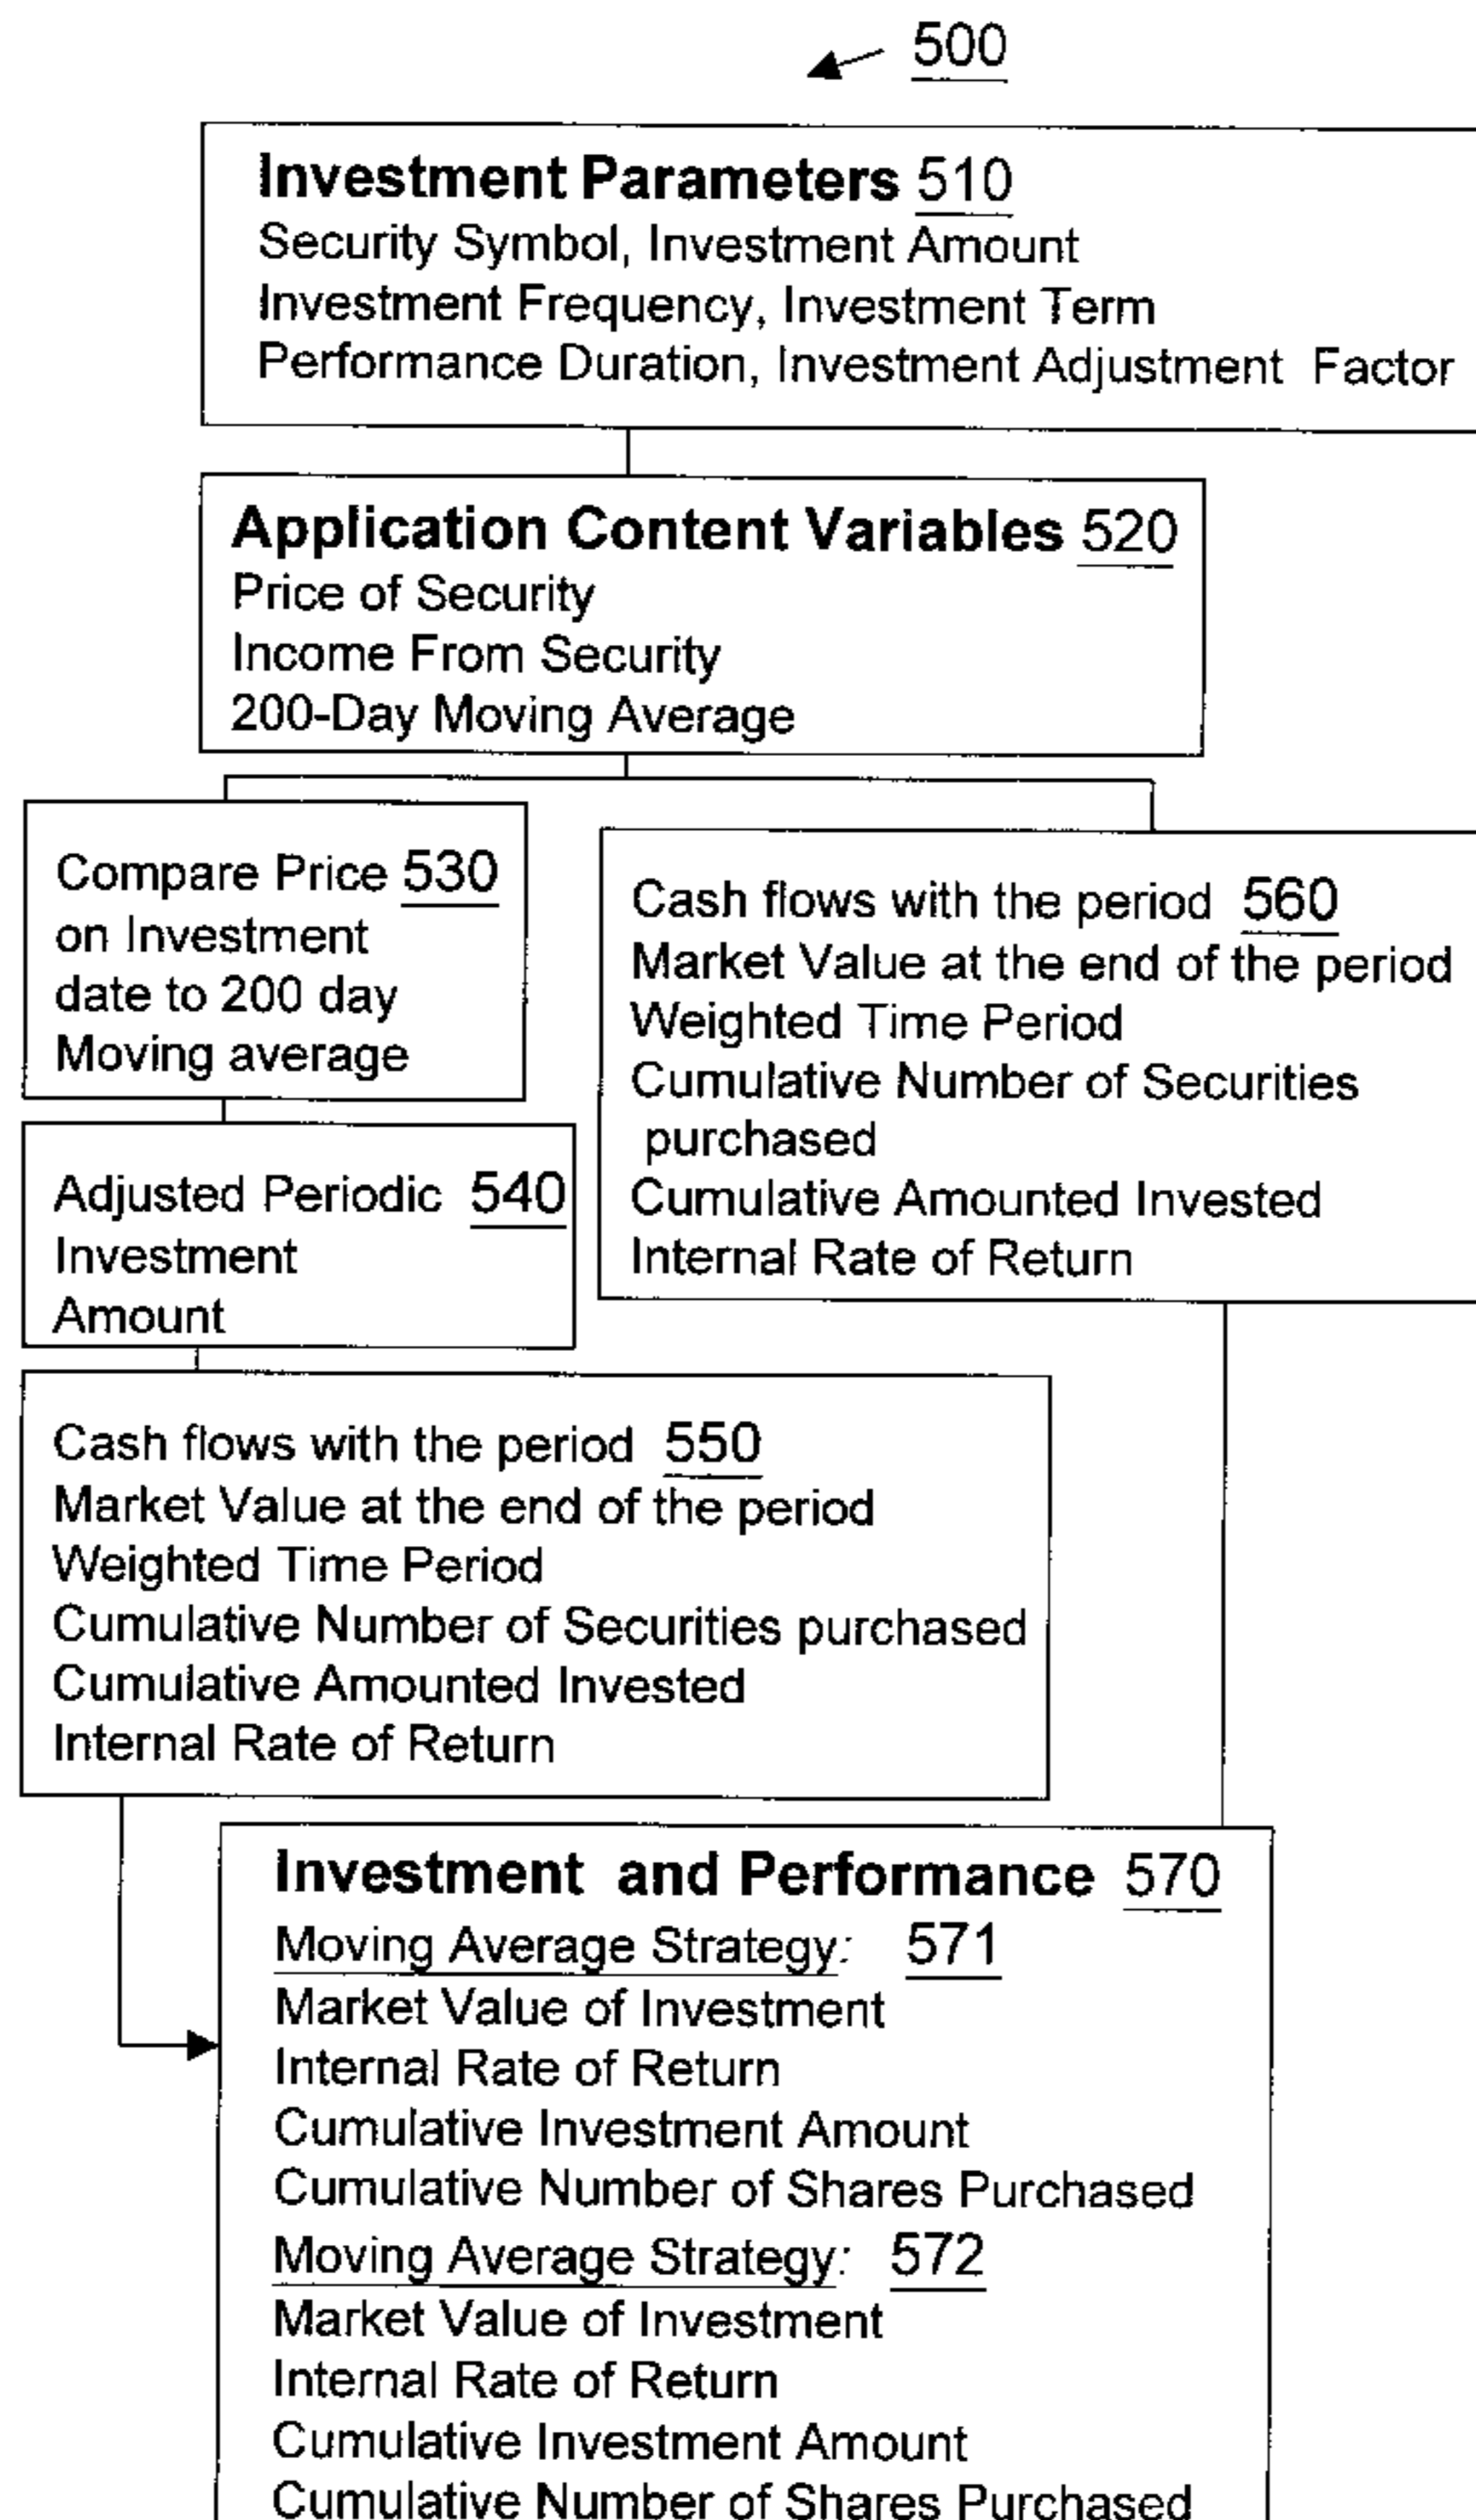 500
Investment Parameters 510
Security Symbol, Investment Amount
Investment Frequency, Investment Term
Performance Duration, Investment Adjustment Factor
Application Content Variables 520
Price of Security
Income From Security
200-Day Moving Average
Compare Price 530
on Investment
date to 200 day
Moving average
Adjusted Periodic 540
Investment
Amount
Cash flows with the period 560
Market Value at the end of the period
Weighted Time Period
Cumulative Number of Securities
purchased
Cumulative Amounted Invested
Internal Rate of Return
Cash flows with the period 550
Market Value at the end of the period
Weighted Time Period
Cumulative Number of Securities purchased
Cumulative Amounted Invested
Internal Rate of Return
Investment and Performance 570
Moving Average Strategy: 571
Market Value of Investment
Internal Rate of Return
Cumulative Investment Amount
Cumulative Number of Shares Purchased
Moving Average Strategy: 572
Market Value of Investment
Internal Rate of Return
Cumulative Investment Amount
Cumulative Number of Shares Purchased